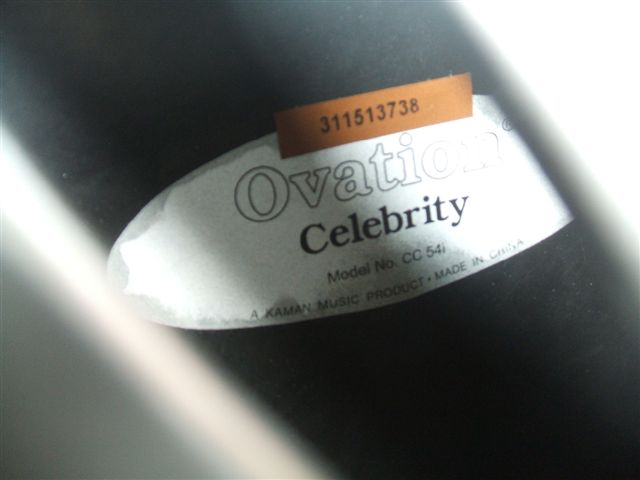 311513738
Ovation®
Celebrity
Model No. CC 54i
A KAMAN MUSIC PRODUCT • MADE IN CHINA